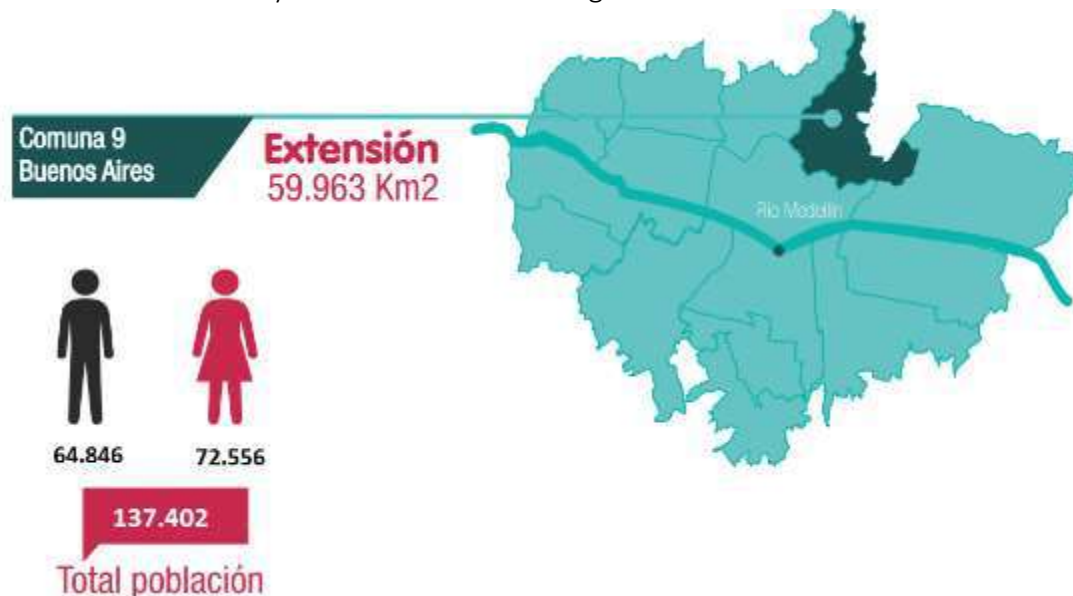 Comuna 9
Buenos Aires
Extensión
59.963 Km2
Río Medellín
64.846 72.556
137.402
Total población